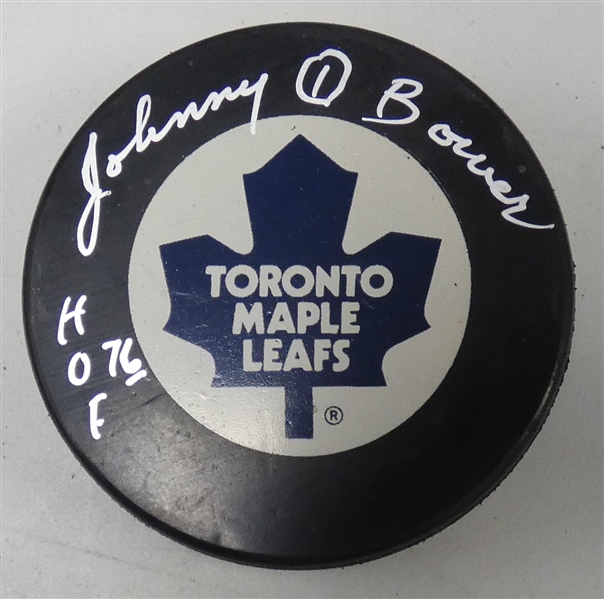 Johnny ① Bower
H
O 76
F
TORONTO
MAPLE
LEAFS
®